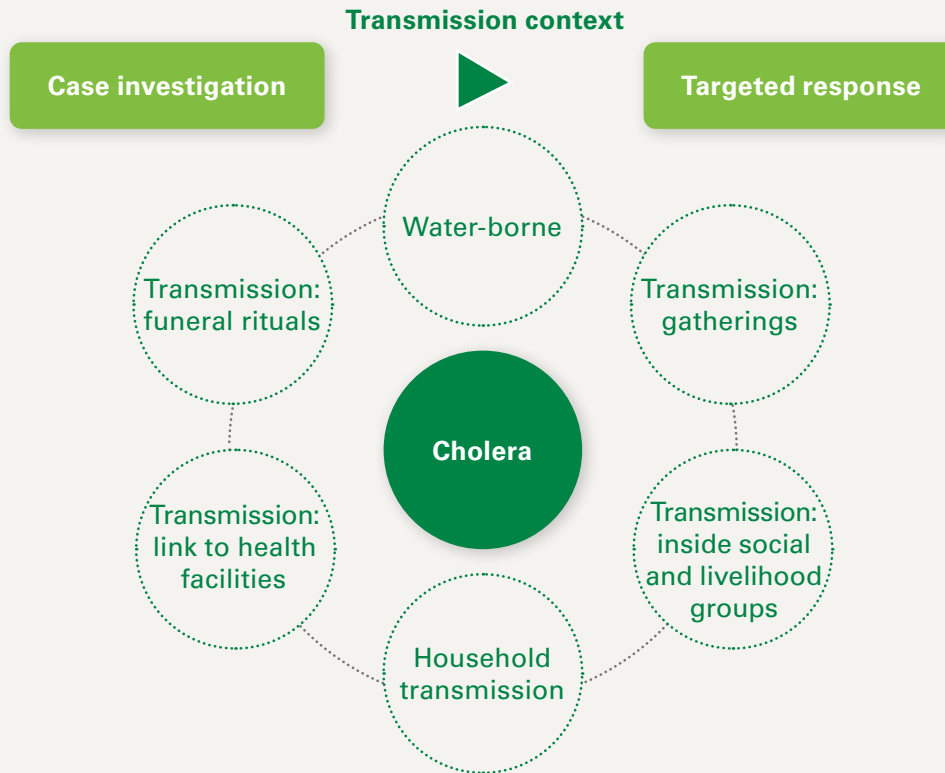 Transmission context
Case investigation
Targeted response
Water-borne
Transmission:
funeral rituals
Transmission:
gatherings
Cholera
Transmission:
link to health
facilities
Transmission:
inside social
and livelihood
groups
Household
transmission